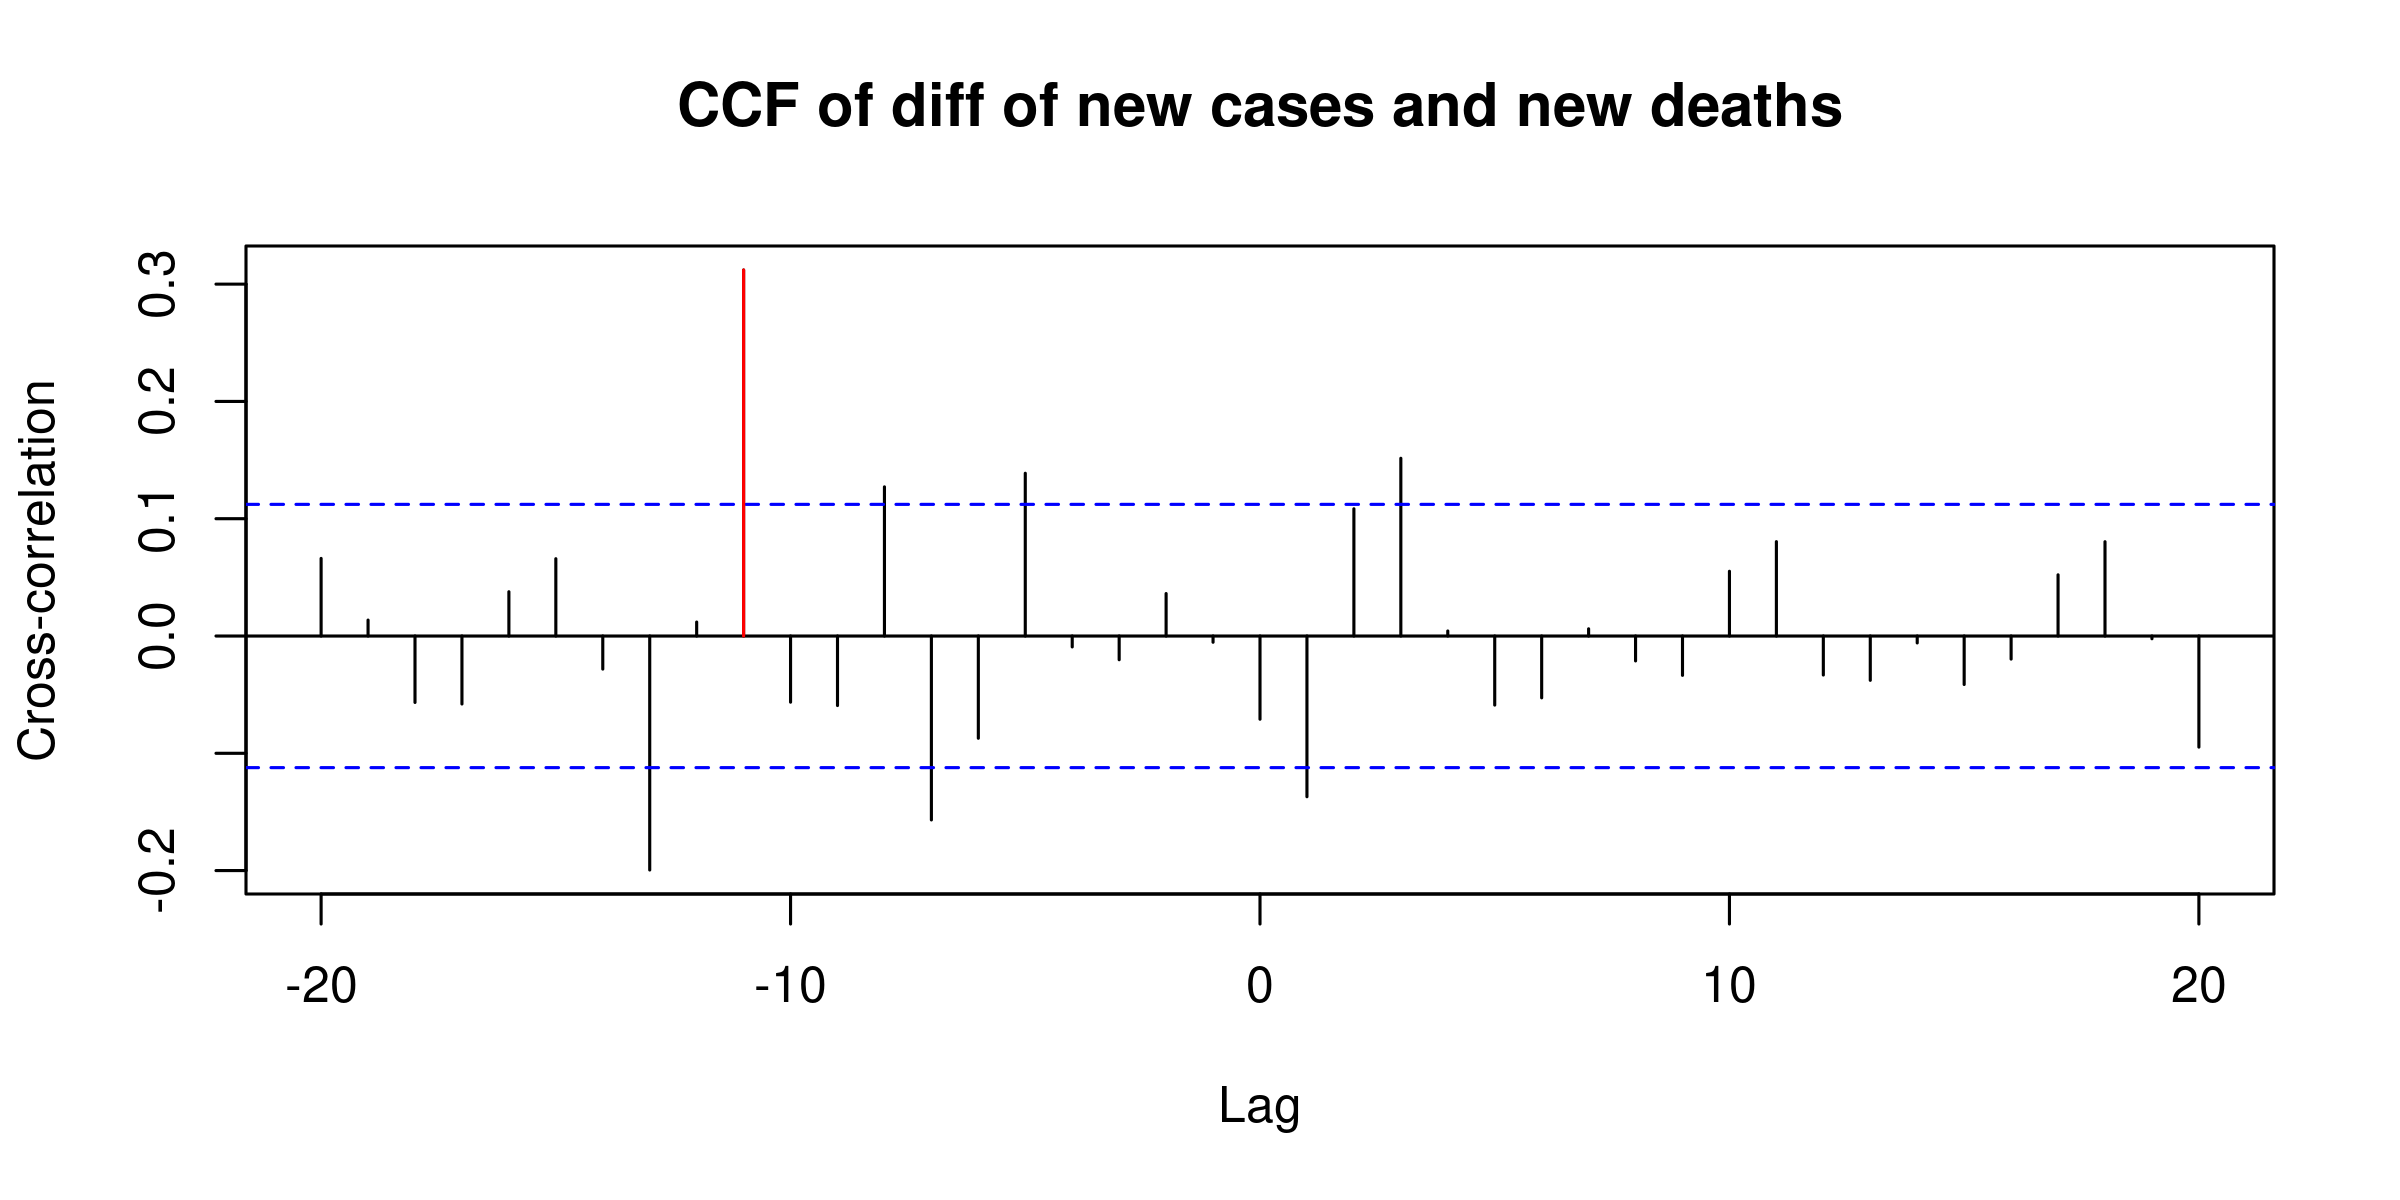 CCF of diff of new cases and new deaths
Cross-correlation
0.3
0.2
0.1
0.0
-0.2
-20 -10 0 10 20
Lag